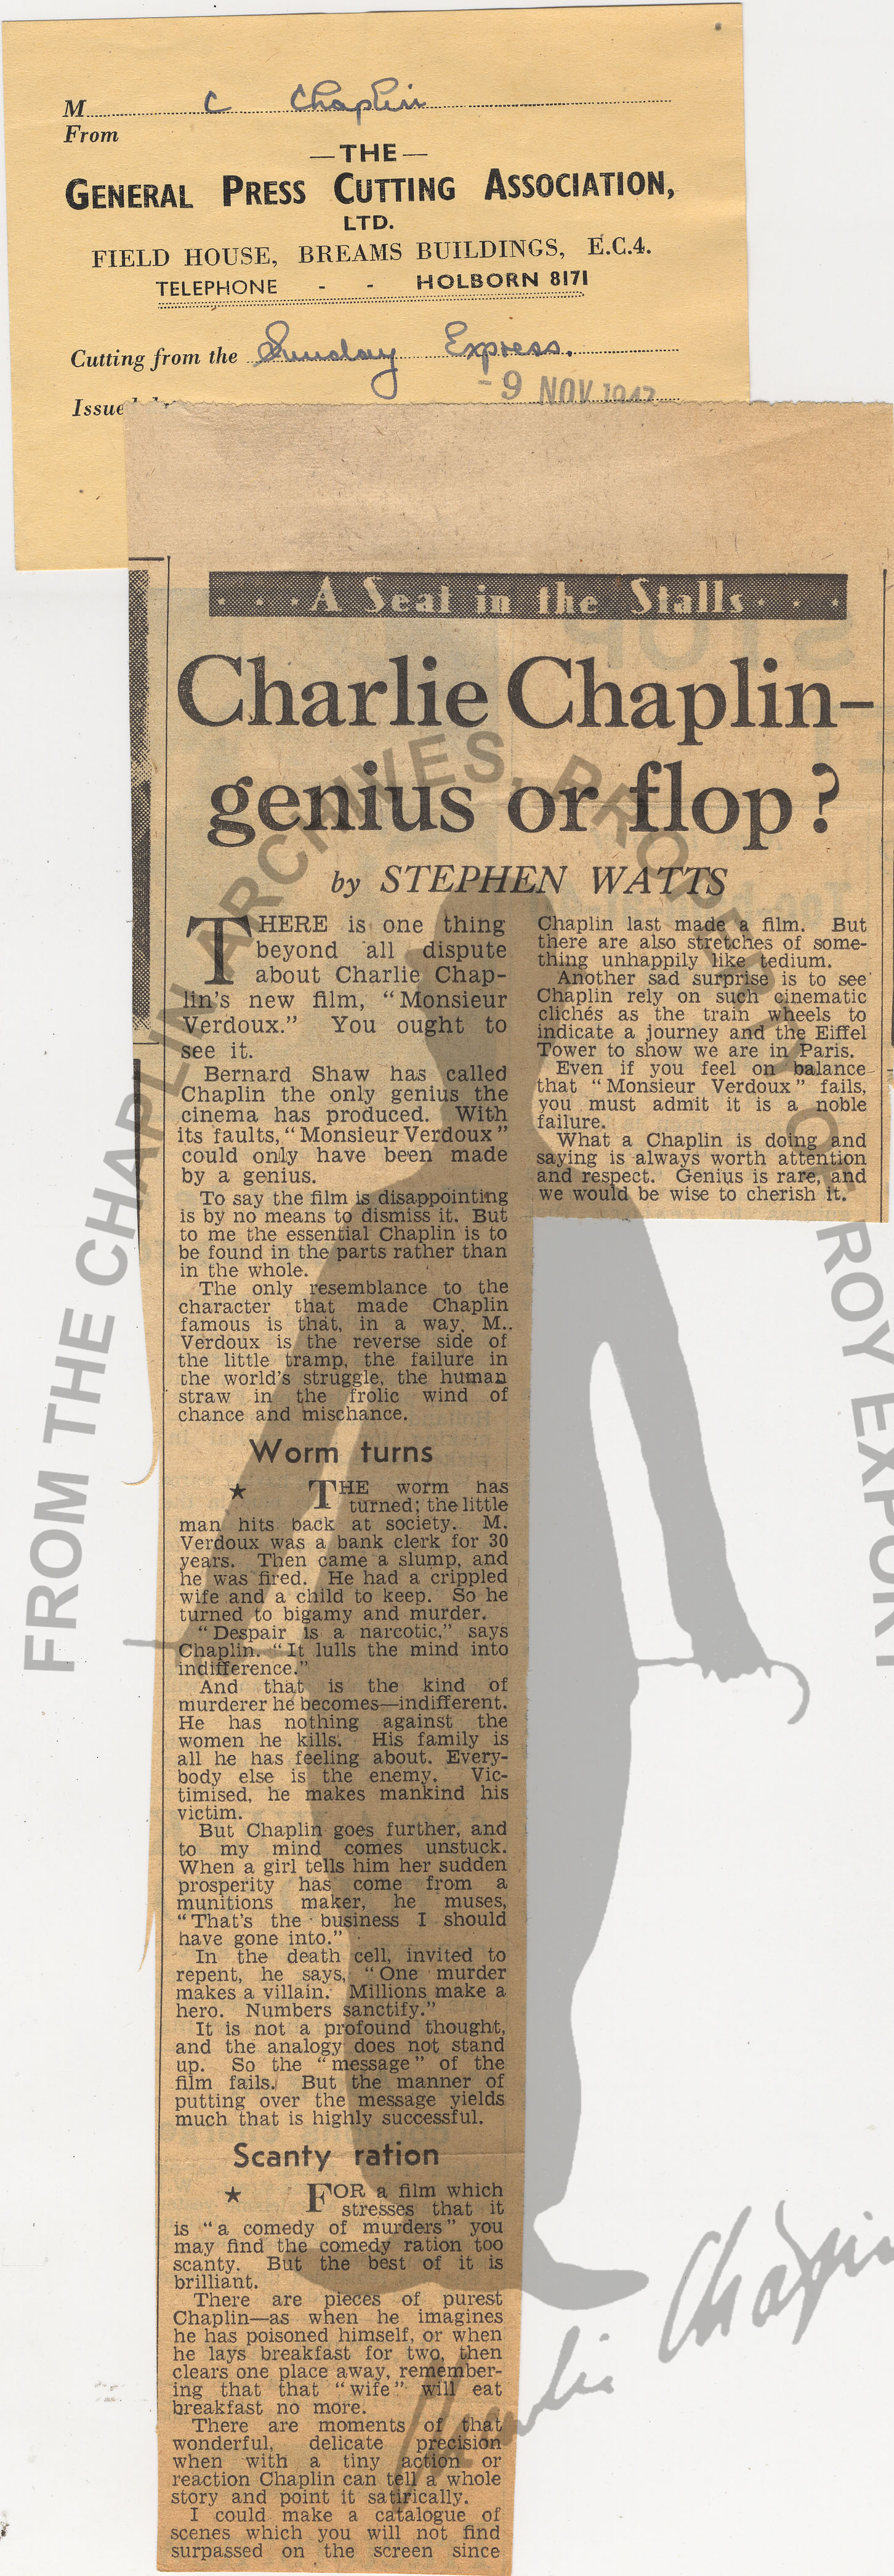 M C Chaplin
From
—THE—
GENERAL PRESS CUTTING ASSOCIATION,
LTD.
FIELD HOUSE, BREAMS BUILDINGS, E.C.4.
TELEPHONE - - HOLBORN 8171
Cutting from the Sunday Express.
-9 NOV 1947
Issue
· · · A Seat in the Stalls · · ·
Charlie Chaplin–
genius or flop?
by STEPHEN WATTS
THERE is one thing
beyond all dispute
about Charlie Chap-
lin's new film, "Monsieur
Verdoux." You ought to
see it.
Bernard Shaw has called
Chaplin the only genius the
cinema has produced. With
its faults, "Monsieur Verdoux"
could only have been made
by a genius.
To say the film is disappointing
is by no means to dismiss it. But
to me the essential Chaplin is to
be found in the parts rather than
in the whole.
The only resemblance to the
character that made Chaplin
famous is that, in a way, M..
Verdoux is the reverse side of
the little tramp, the failure in
the world's struggle, the human
straw in the frolic wind of
chance and mischance.
Worm turns
★ THE worm has
turned; the little
man hits back at society. M.
Verdoux was a bank clerk for 30
years. Then came a slump, and
he was fired. He had a crippled
wife and a child to keep. So he
turned to bigamy and murder.
"Despair is a narcotic," says
Chaplin. "It lulls the mind into
indifference."
And that is the kind of
murderer he becomes—indifferent.
He has nothing against the
women he kills. His family is
all he has feeling about. Every-
body else is the enemy. Vic-
timised, he makes mankind his
victim.
But Chaplin goes further, and
to my mind comes unstuck.
When a girl tells him her sudden
prosperity has come from a
munitions maker, he muses,
"That's the business I should
have gone into."
In the death cell, invited to
repent, he says, "One murder
makes a villain. Millions make a
hero. Numbers sanctify."
It is not a profound thought,
and the analogy does not stand
up. So the "message" of the
film fails. But the manner of
putting over the message yields
much that is highly successful.
Scanty ration
★ FOR a film which
stresses that it
is "a comedy of murders" you
may find the comedy ration too
scanty. But the best of it is
brilliant.
There are pieces of purest
Chaplin—as when he imagines
he has poisoned himself, or when
he lays breakfast for two, then
clears one place away, remember-
ing that that "wife" will eat
breakfast no more.
There are moments of that
wonderful, delicate precision
when with a tiny action or
reaction Chaplin can tell a whole
story and point it satirically.
I could make a catalogue of
scenes which you will not find
surpassed on the screen since
Chaplin last made a film. But
there are also stretches of some-
thing unhappily like tedium.
Another sad surprise is to see
Chaplin rely on such cinematic
clichés as the train wheels to
indicate a journey and the Eiffel
Tower to show we are in Paris.
Even if you feel on balance
that "Monsieur Verdoux" fails,
you must admit it is a noble
failure.
What a Chaplin is doing and
saying is always worth attention
and respect. Genius is rare, and
we would be wise to cherish it.
FROM THE CHAPLIN ARCHIVES, PROPERTY OF ROY EXPORT
Charlie Chaplin